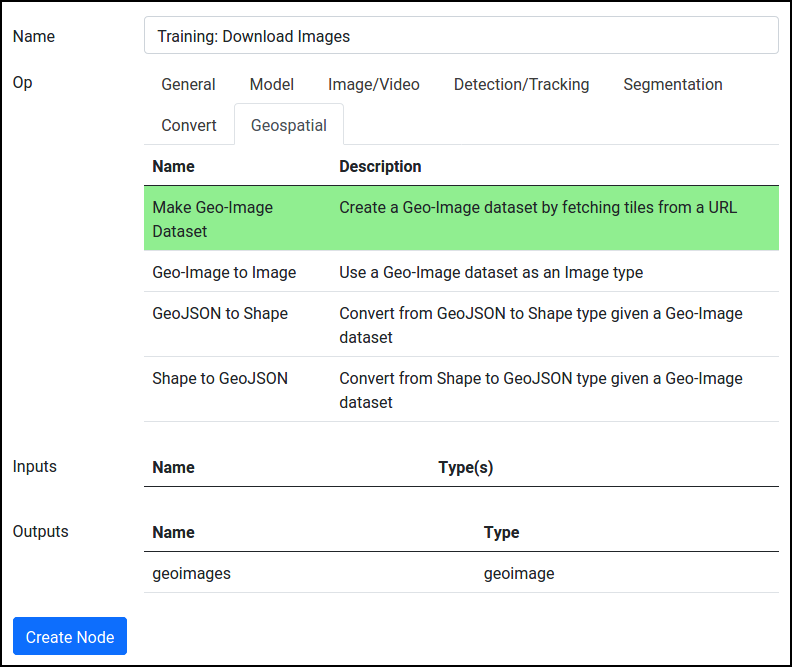 Name
Training: Download Images
Op
General Model Image/Video Detection/Tracking Segmentation
Convert Geospatial
Name Description
Make Geo-Image Create a Geo-Image dataset by fetching tiles from a URL
Dataset
Geo-Image to Image Use a Geo-Image dataset as an Image type
GeoJSON to Shape Convert from GeoJSON to Shape type given a Geo-Image
dataset
Shape to GeoJSON Convert from Shape to GeoJSON type given a Geo-Image
dataset
Inputs Name Type(s)
Outputs Name Type
geoimages geoimage
Create Node